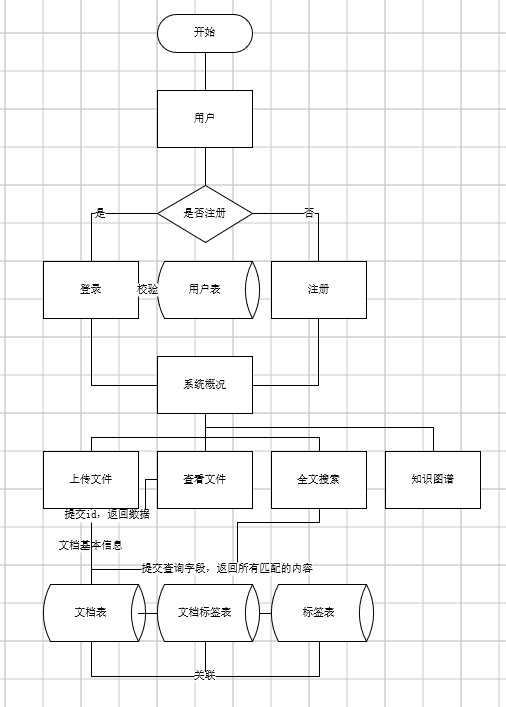 开始
用户
是否注册
是
否
登录
校验
用户表
注册
系统概况
上传文件
查看文件
全文搜索
知识图谱
提交id，返回数据
文档基本信息
提交查询字段，返回所有匹配的内容
文档表
文档标签表
标签表
关联